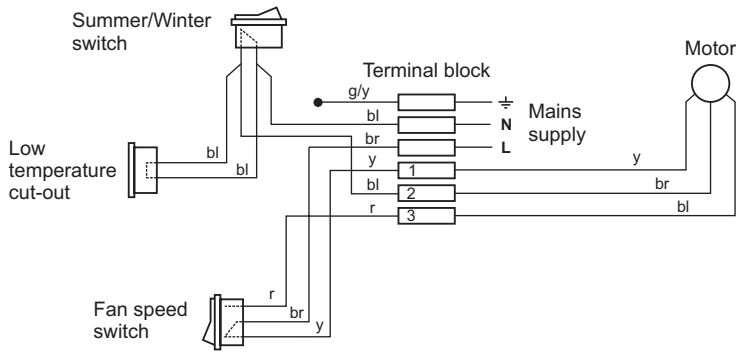 Summer/Winter
switch
Terminal block
Motor
g/y
bl
N
Mains
supply
br
L
Low
temperature
cut-out
bl
bl
y
1
y
bl
2
br
r
3
bl
Fan speed
switch
r
br
y